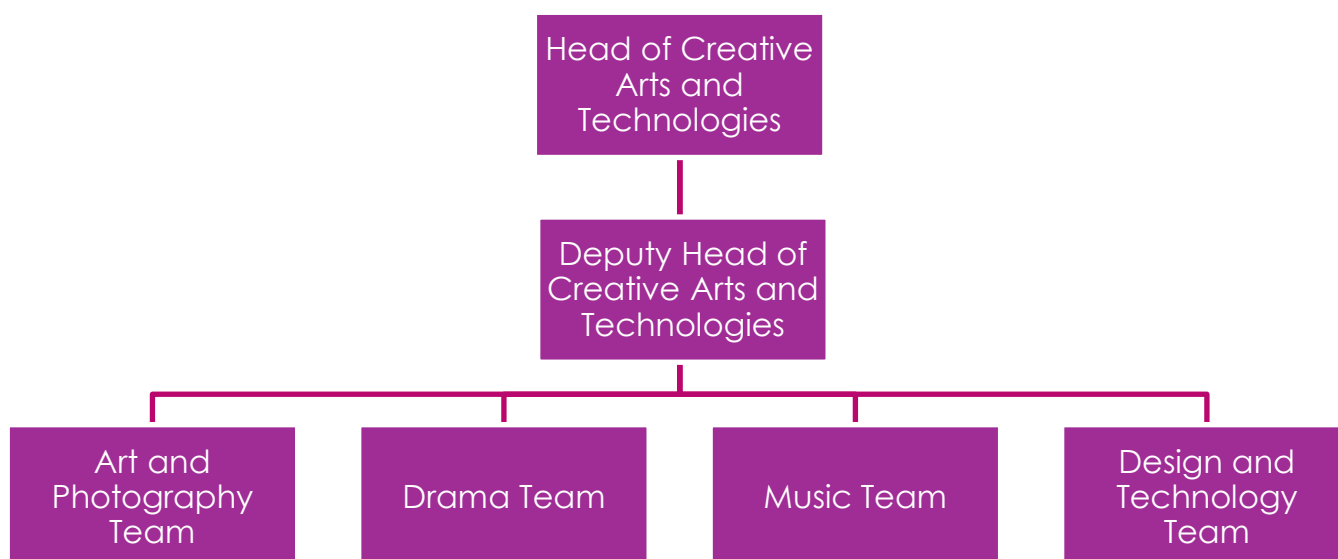 Head of Creative
Arts and
Technologies
Deputy Head of
Creative Arts and
Technologies
Art and
Photography
Team
Drama Team
Music Team
Design and
Technology
Team